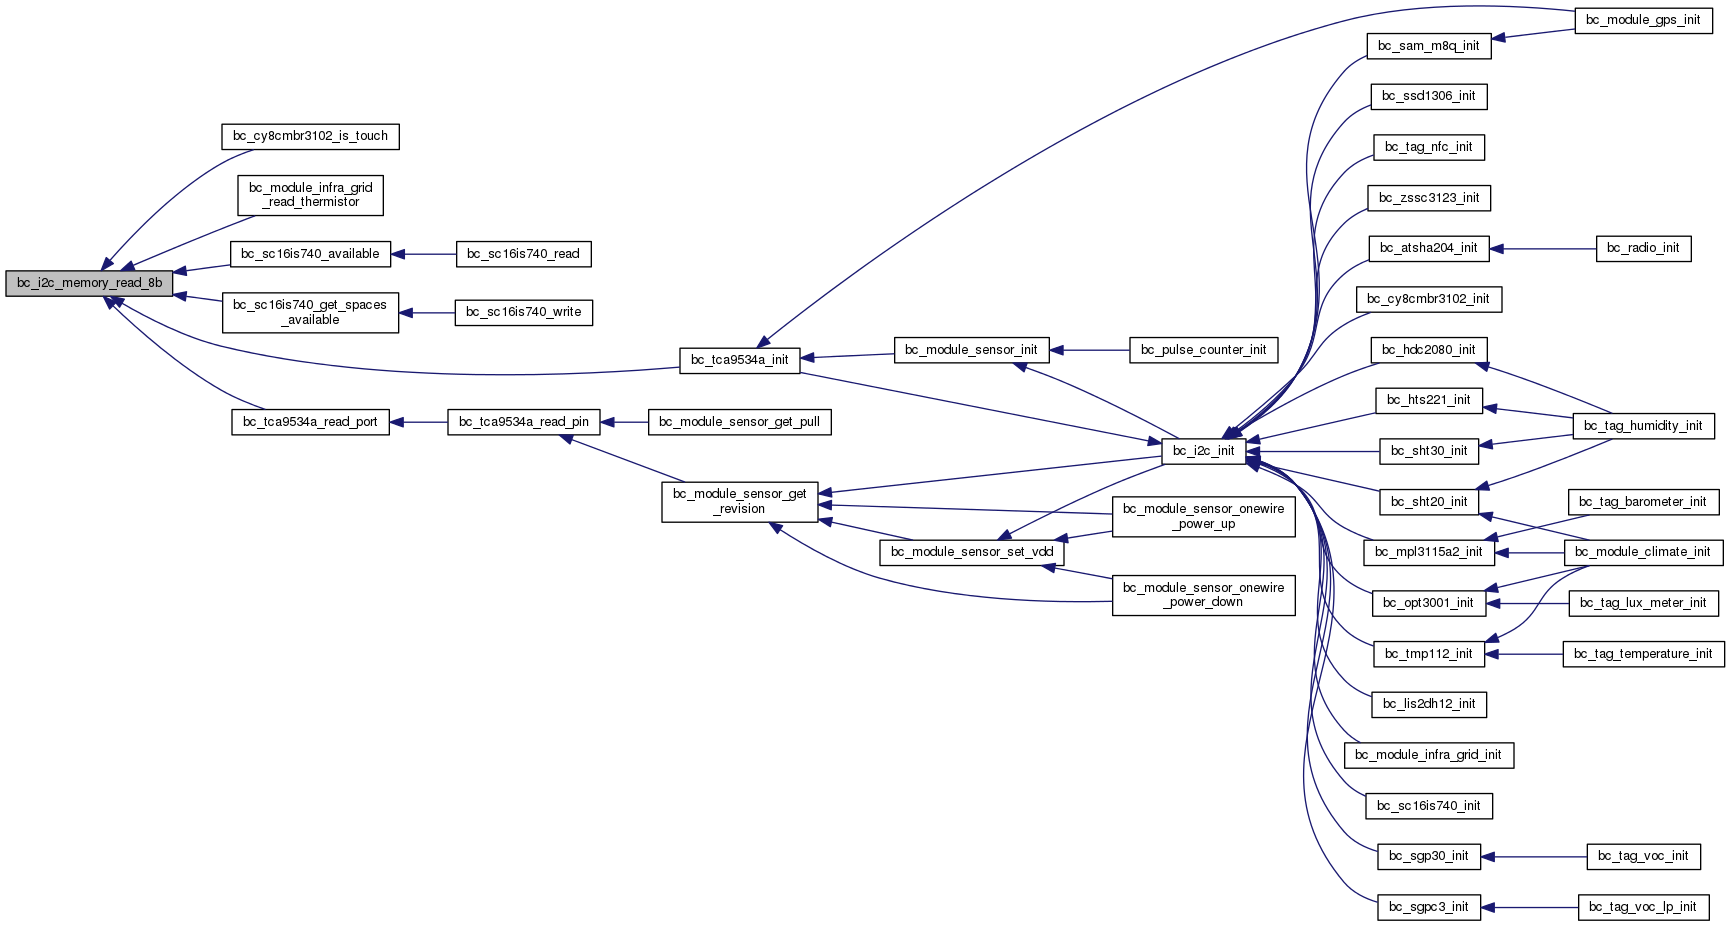 bc_i2c_memory_read_8b
bc_cy8cmbr3102_is_touch
bc_module_infra_grid
_read_thermistor
bc_sc16is740_available
bc_sc16is740_read
bc_sc16is740_get_spaces
_available
bc_sc16is740_write
bc_tca9534a_init
bc_tca9534a_read_port
bc_tca9534a_read_pin
bc_module_sensor_get_pull
bc_module_sensor_get
_revision
bc_module_sensor_init
bc_pulse_counter_init
bc_module_sensor_onewire
_power_up
bc_module_sensor_set_vdd
bc_module_sensor_onewire
_power_down
bc_i2c_init
bc_module_gps_init
bc_sam_m8q_init
bc_ssd1306_init
bc_tag_nfc_init
bc_zssc3123_init
bc_atsha204_init
bc_radio_init
bc_cy8cmbr3102_init
bc_hdc2080_init
bc_hts221_init
bc_tag_humidity_init
bc_sht30_init
bc_sht20_init
bc_tag_barometer_init
bc_mpl3115a2_init
bc_module_climate_init
bc_opt3001_init
bc_tag_lux_meter_init
bc_tmp112_init
bc_tag_temperature_init
bc_lis2dh12_init
bc_module_infra_grid_init
bc_sc16is740_init
bc_sgp30_init
bc_tag_voc_init
bc_sgpc3_init
bc_tag_voc_lp_init